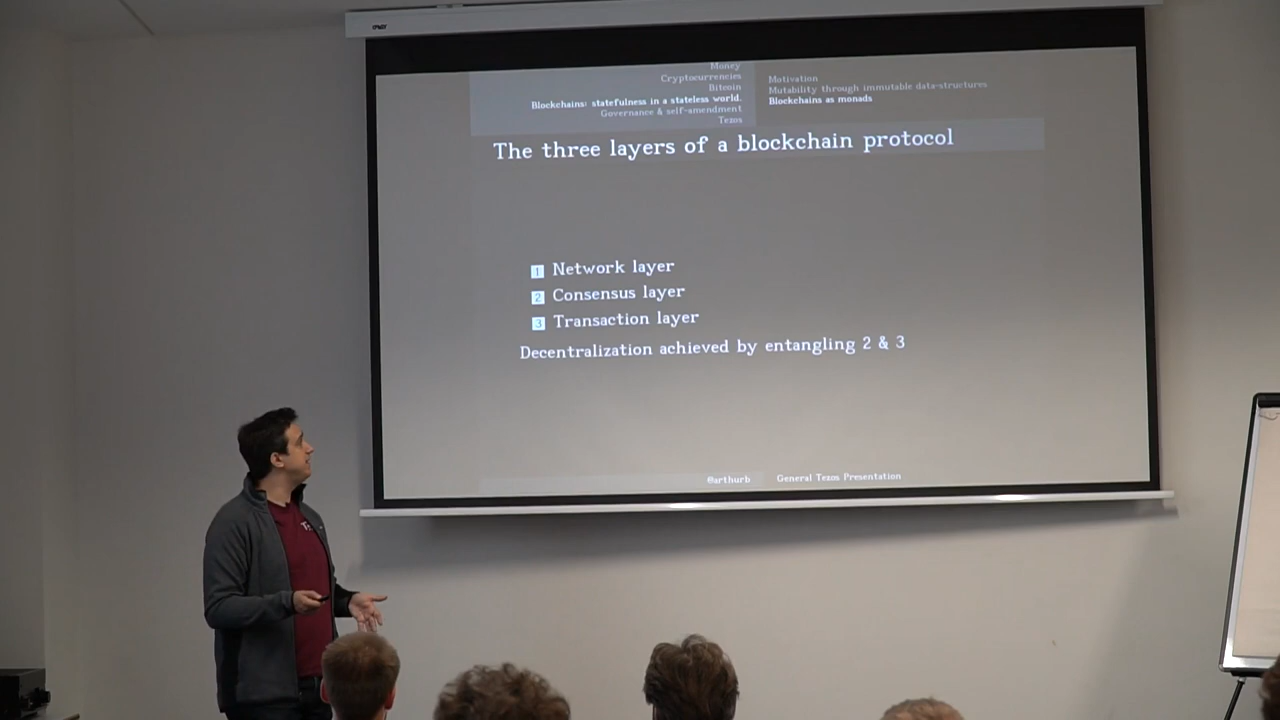 Money
Cryptocurrencies
Bitcoin
Blockchains: statefulness in a stateless world.
Governance & self-amendment
Tezos
Motivation
Mutability through immutable data-structures
Blockchains as monads
The three layers of a blockchain protocol
1 Network layer
2 Consensus layer
3 Transaction layer
Decentralization achieved by entangling 2 & 3
@arthurb
General Tezos Presentation